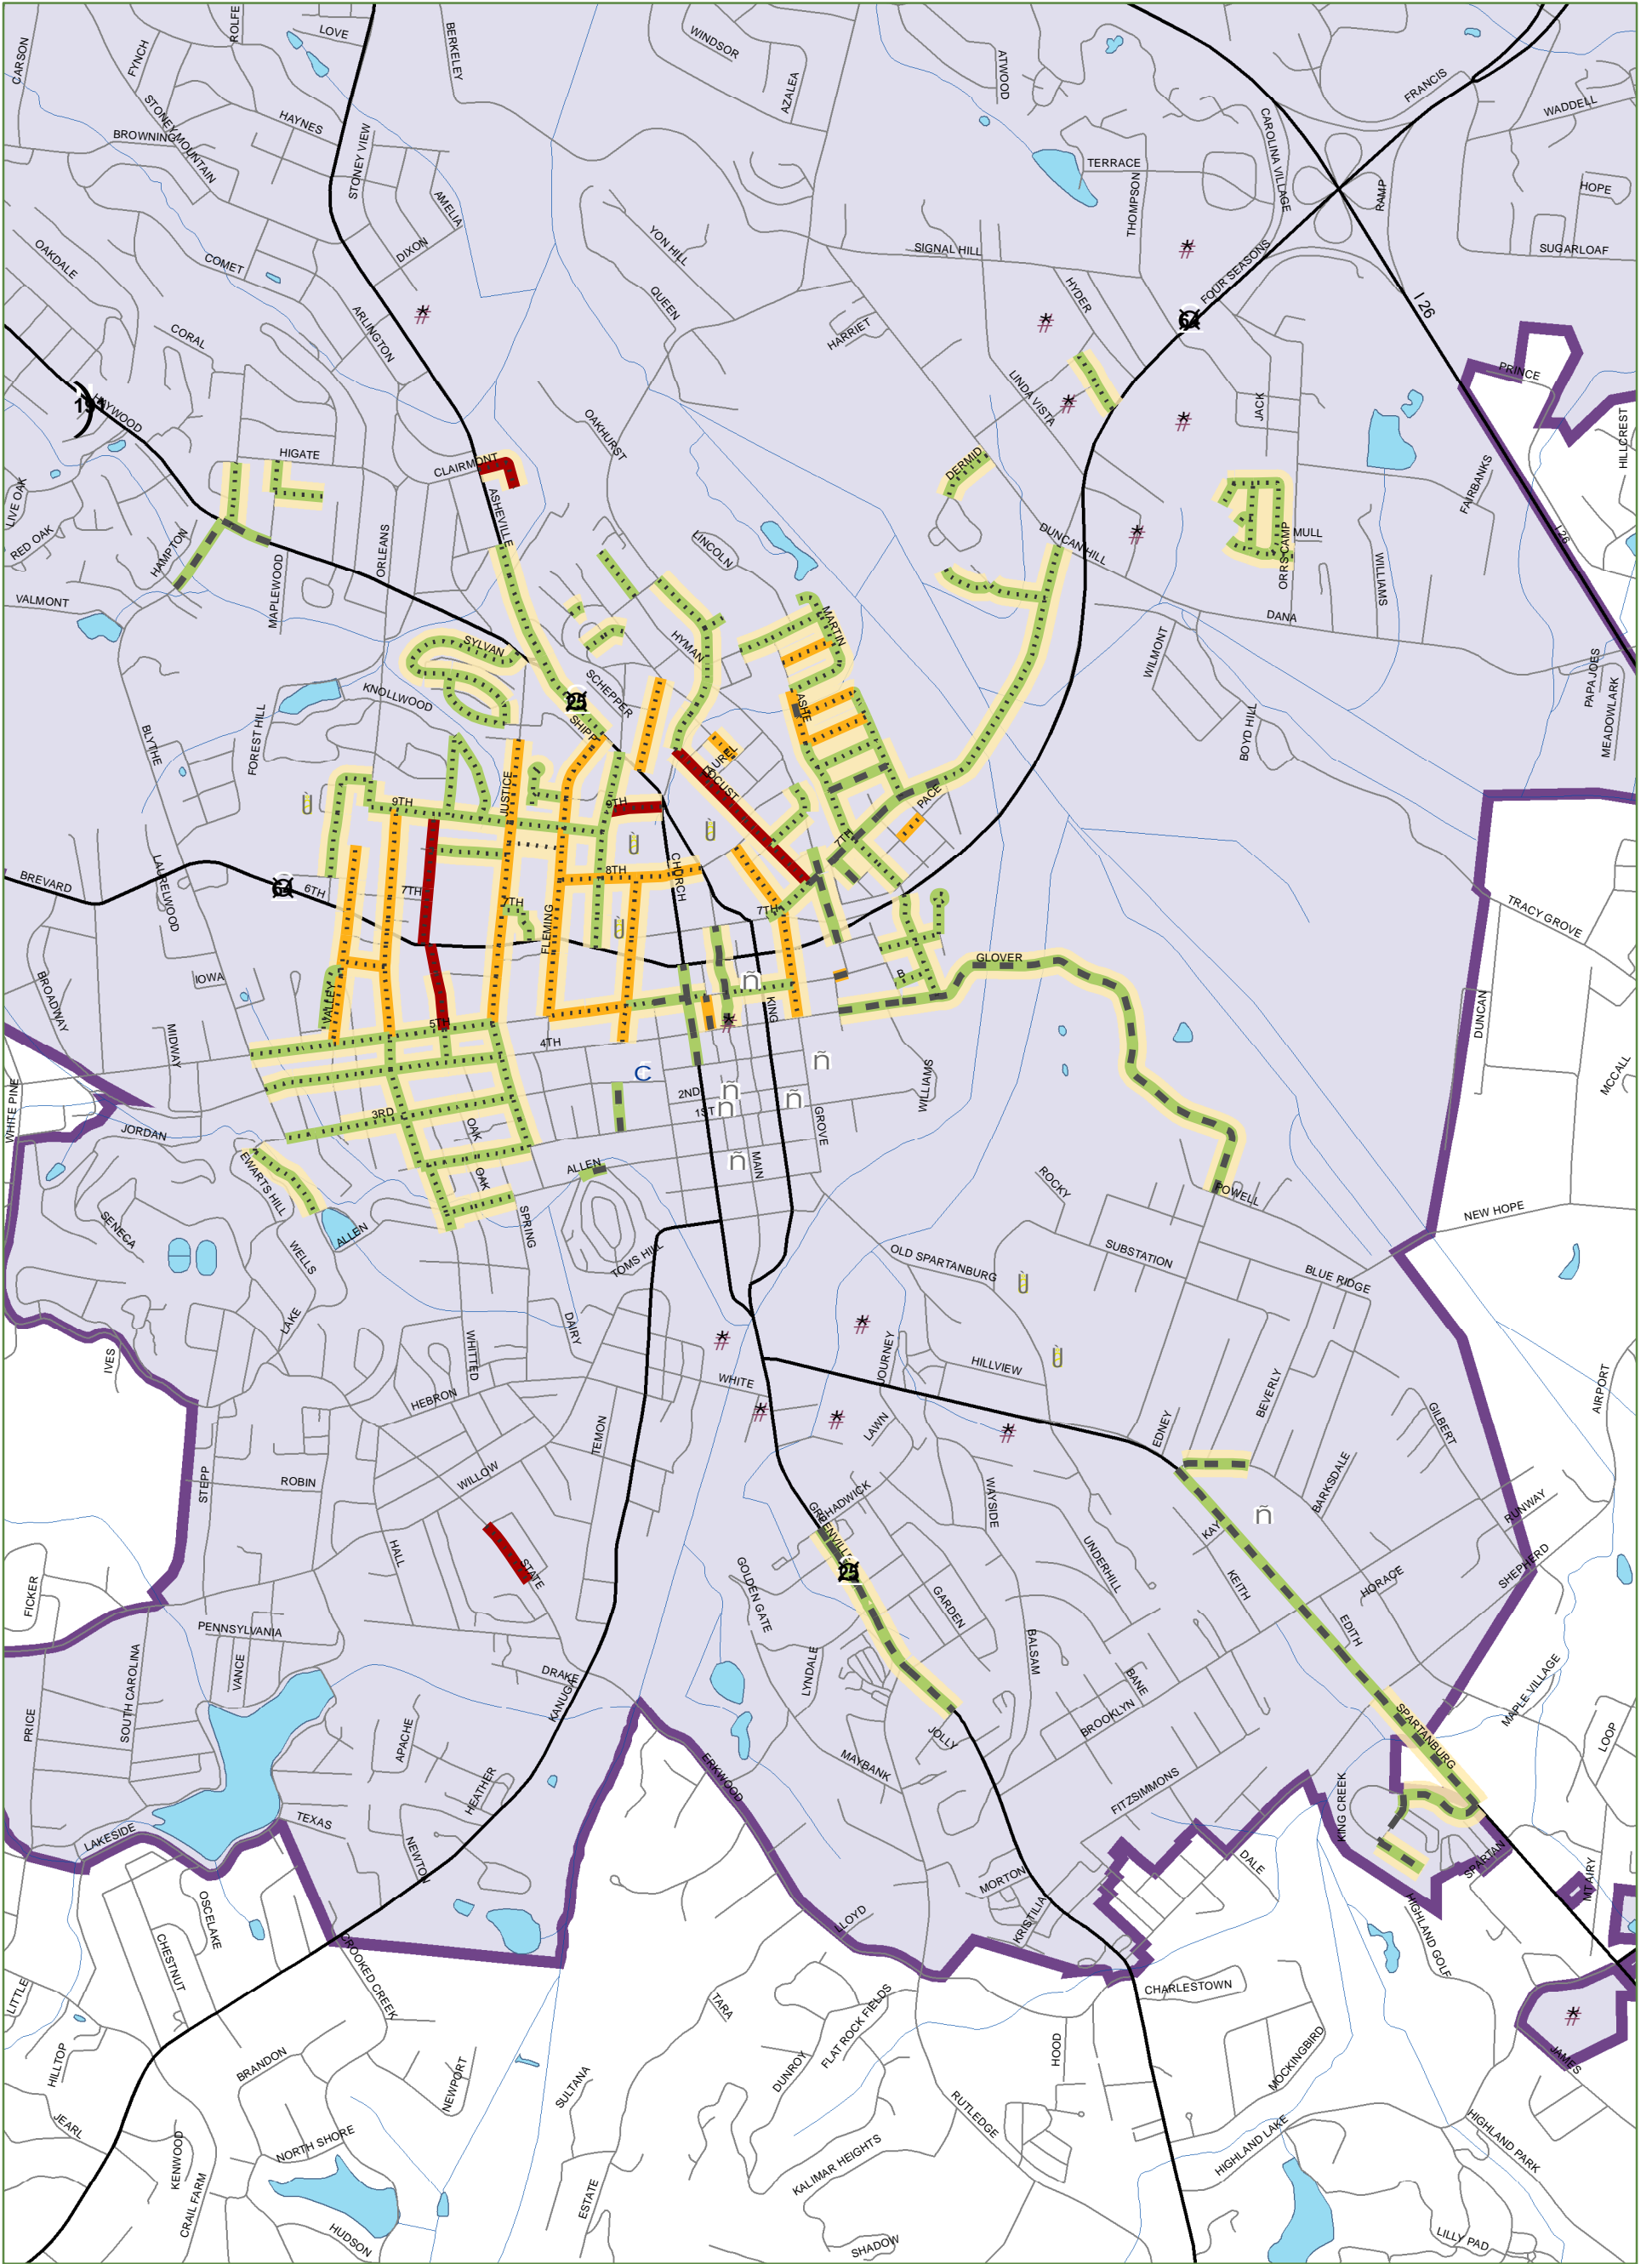 CARSON
FYNCH
ROLFE
LOVE
BERKELEY
WINDSOR
AZALEA
ATWOOD
FRANCIS
WADDELL
STONEY MOUNTAIN
BROWNING
HAYNES
STONEY VIEW
AMELIA
DIXON
TERRACE
THOMPSON
CAROLINA VILLAGE
RAMP
HOPE
SUGARLOAF
OAKDALE
COMET
YON HILL
SIGNAL HILL
FOUR SEASONS
HYDER
QUEEN
I 26
64
CORAL
ARLINGTON
HARRIET
LINDA VISTA
JACK
PRINCE
HILLCREST
HAYWOOD
OAKHURST
HIGATE
CLAIRMONT
DERMID
FAIRBANKS
LIVE OAK
RED OAK
HAMPTON
ORLEANS
ASHEVILLE
LINCOLN
DUNCAN HILL
ORRS CAMP
MULL
I 26
VALMONT
MAPLEWOOD
WILLIAMS
DANA
SYLVAN
HYMAN
MARTIN
WILMONT
PAPA JOES
MEADOWLARK
KNOLLWOOD
SCHEPPER
25
SHIPP
ASHE
BOYD HILL
BLYTHE
FOREST HILL
LAUREL
LOCUST
JUSTICE
9TH
9TH
PACE
7TH
BREVARD
LAURELWOOD
64
6TH
7TH
7TH
8TH
CHURCH
7TH
FLEMING
TRACY GROVE
BROADWAY
IOWA
VALLEY
KING
B
GLOVER
DUNCAN
MIDWAY
5TH
4TH
WHITE PINE
3RD
2ND
1ST
WILLIAMS
MCCALL
JORDAN
OAK
GROVE
EWARTS HILL
OAK
ALLEN
MAIN
ROCKY
POWELL
NEW HOPE
SENECA
ALLEN
SPRING
WELLS
TOMS HILL
OLD SPARTANBURG
SUBSTATION
BLUE RIDGE
LAKE
DAIRY
WHITTED
IVES
JOURNEY
HILLVIEW
WHITE
BEVERLY
AIRPORT
HEBRON
TEMON
LAWN
EDNEY
GILBERT
STEPP
ROBIN
WILLOW
CHADWICK
WAYSIDE
BARKSDALE
RUNWAY
GREENVILLE
KAY
HALL
STATE
25
UNDERHILL
SHEPHERD
FICKER
GOLDEN GATE
GARDEN
KEITH
HORACE
PENNSYLVANIA
EDITH
SOUTH CAROLINA
VANCE
LYNDALE
BALSAM
DRAKE
BANE
MAPLE VILLAGE
PRICE
KANUGA
BROOKLYN
SPARTANBURG
LOOP
APACHE
JOLLY
MAYBANK
ERKWOOD
HEATHER
FITZSIMMONS
KING CREEK
TEXAS
LAKESIDE
NEWTON
DALE
SPARTAN
MT AIRY
MORTON
OSCEOLAKE
LLOYD
KRISTILIA
HIGHLAND GOLF
CHESTNUT
CROOKED CREEK
CHARLESTOWN
LITTLE
TARA
FLAT ROCK FIELDS
HILLTOP
BRANDON
DUNROY
HOOD
MOCKINGBIRD
JAMES
NEWPORT
SULTANA
RUTLEDGE
JEARL
KENWOOD
NORTH SHORE
KALIMAR HEIGHTS
HIGHLAND LAKE
HIGHLAND PARK
CRAIL FARM
ESTATE
HUDSON
SHADOW
LILLY PAD